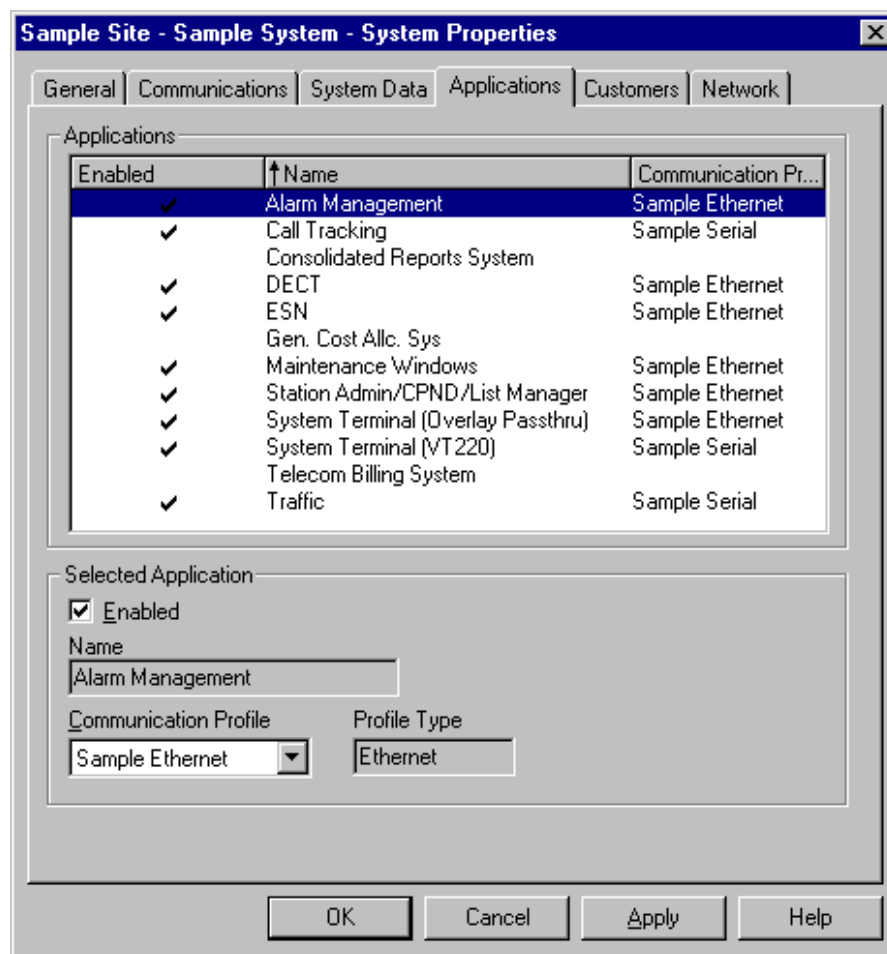 Sample Site - Sample System - System Properties
General Communications System Data Applications Customers Network
Applications
Enabled Name Communication Pr...
Alarm Management Sample Ethernet
Call Tracking Sample Serial
Consolidated Reports System
DECT Sample Ethernet
ESN Sample Ethernet
Gen. Cost Allc. Sys
Maintenance Windows Sample Ethernet
Station Admin/CPND/List Manager Sample Ethernet
System Terminal (Overlay Passthru) Sample Ethernet
System Terminal (VT220) Sample Serial
Telecom Billing System
Traffic Sample Serial
Selected Application
Enabled
Name
Alarm Management
Communication Profile Profile Type
Sample Ethernet Ethernet
OK Cancel Apply Help